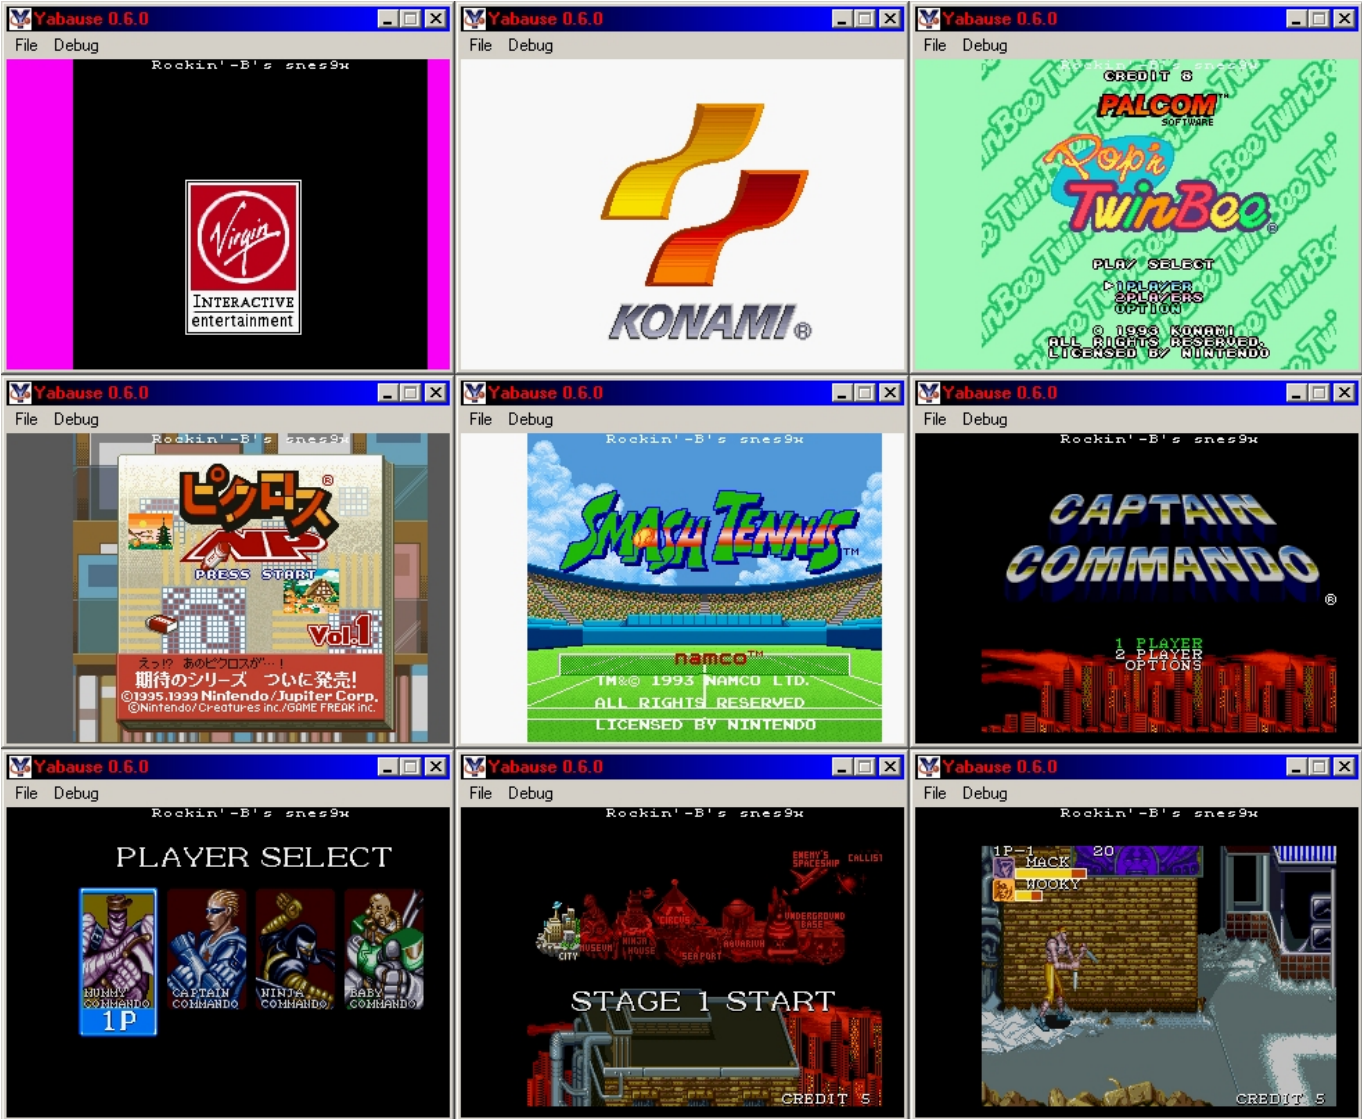 Yabause 0.6.0
File Debug
Rockin'-B's snes9x
Virgin
INTERACTIVE
entertainment
Yabause 0.6.0
File Debug
KONAMI®
Yabause 0.6.0
File Debug
Rockin'-B's snes9x
CREDIT 8
PALCOM™
SOFTWARE
Pop'n
TwinBee®
PLAY SELECT
1PLAYER
2PLAYERS
OPTION
© 1993 KONAMI
ALL RIGHTS RESERVED.
LICENSED BY NINTENDO
Yabause 0.6.0
File Debug
Rockin'-B's snes9x
ピクロス®
NP
PRESS START
Vol.1
えっ!? あのピクロスが…!
期待のシリーズ ついに発売!
©1995,1999 Nintendo/Jupiter Corp.
©Nintendo/Creatures inc./GAME FREAK inc.
Yabause 0.6.0
File Debug
Rockin'-B's snes9x
SMASH TENNIS™
namco™
TM&© 1993 NAMCO LTD.
ALL RIGHTS RESERVED
LICENSED BY NINTENDO
Yabause 0.6.0
File Debug
Rockin'-B's snes9x
CAPTAIN
COMMANDO®
1 PLAYER
2 PLAYER
OPTIONS
Yabause 0.6.0
File Debug
Rockin'-B's snes9x
PLAYER SELECT
MUMMY COMMANDO
CAPTAIN COMMANDO
NINJA COMMANDO
BABY COMMANDO
1P
Yabause 0.6.0
File Debug
Rockin'-B's snes9x
ENEMY'S SPACESHIP
CALLIST
CITY
MUSEUM
NINJA HOUSE
CIRCUS
SEAPORT
AQUARIUM
UNDERGROUND BASE
STAGE 1 START
CREDIT 5
Yabause 0.6.0
File Debug
Rockin'-B's snes9x
1P-1 20
MACK
WOOKY
CREDIT 5